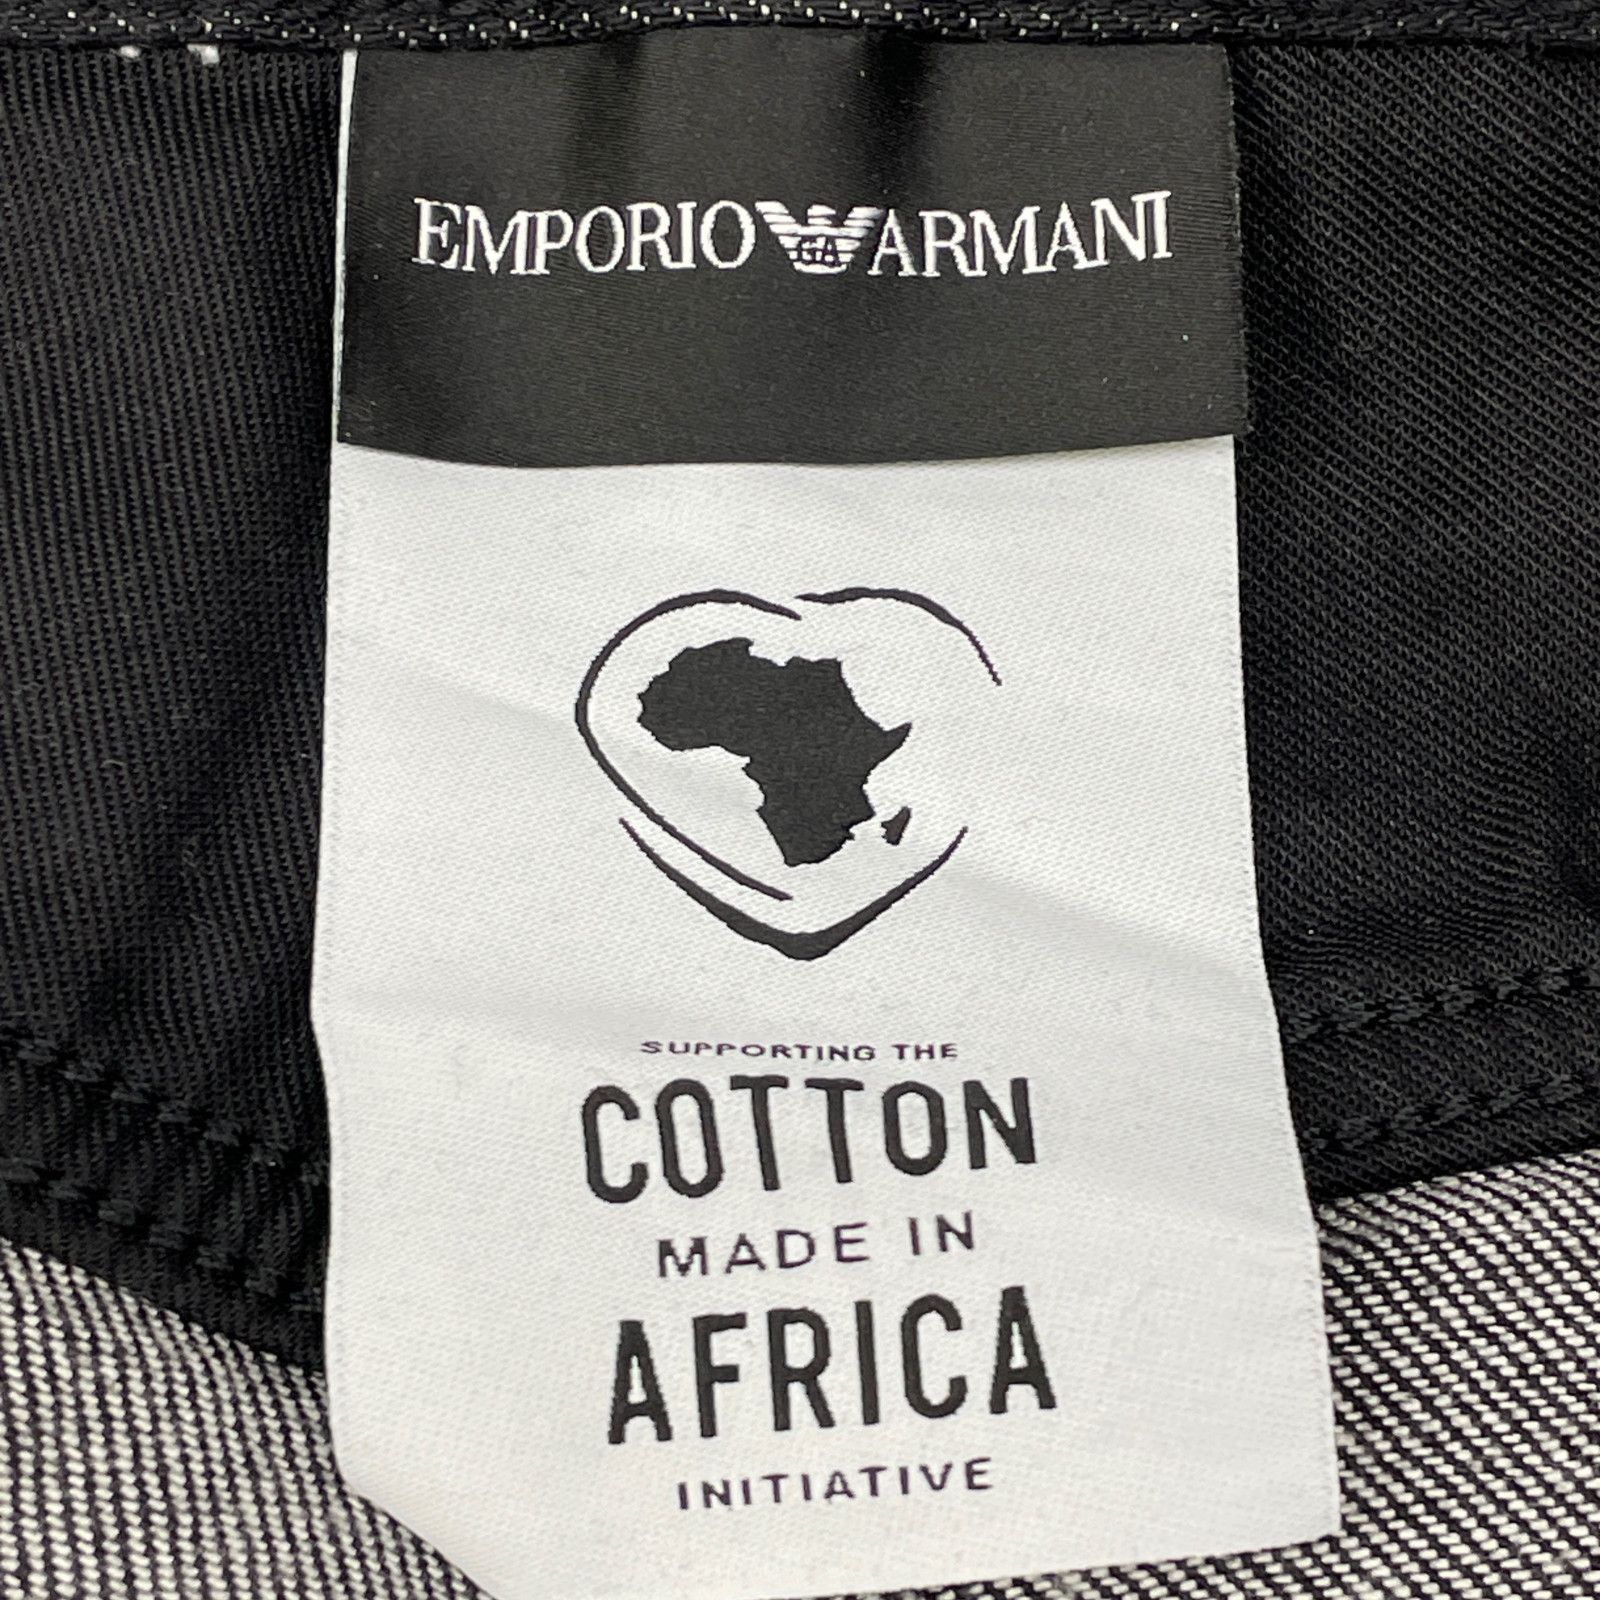 EMPORIO ARMANI
SUPPORTING THE
COTTON
MADE IN
AFRICA
INITIATIVE